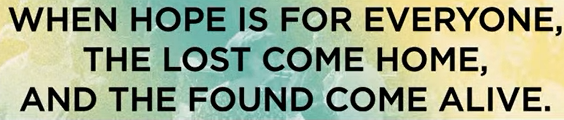 WHEN HOPE IS FOR EVERYONE,
THE LOST COME HOME,
AND THE FOUND COME ALIVE.